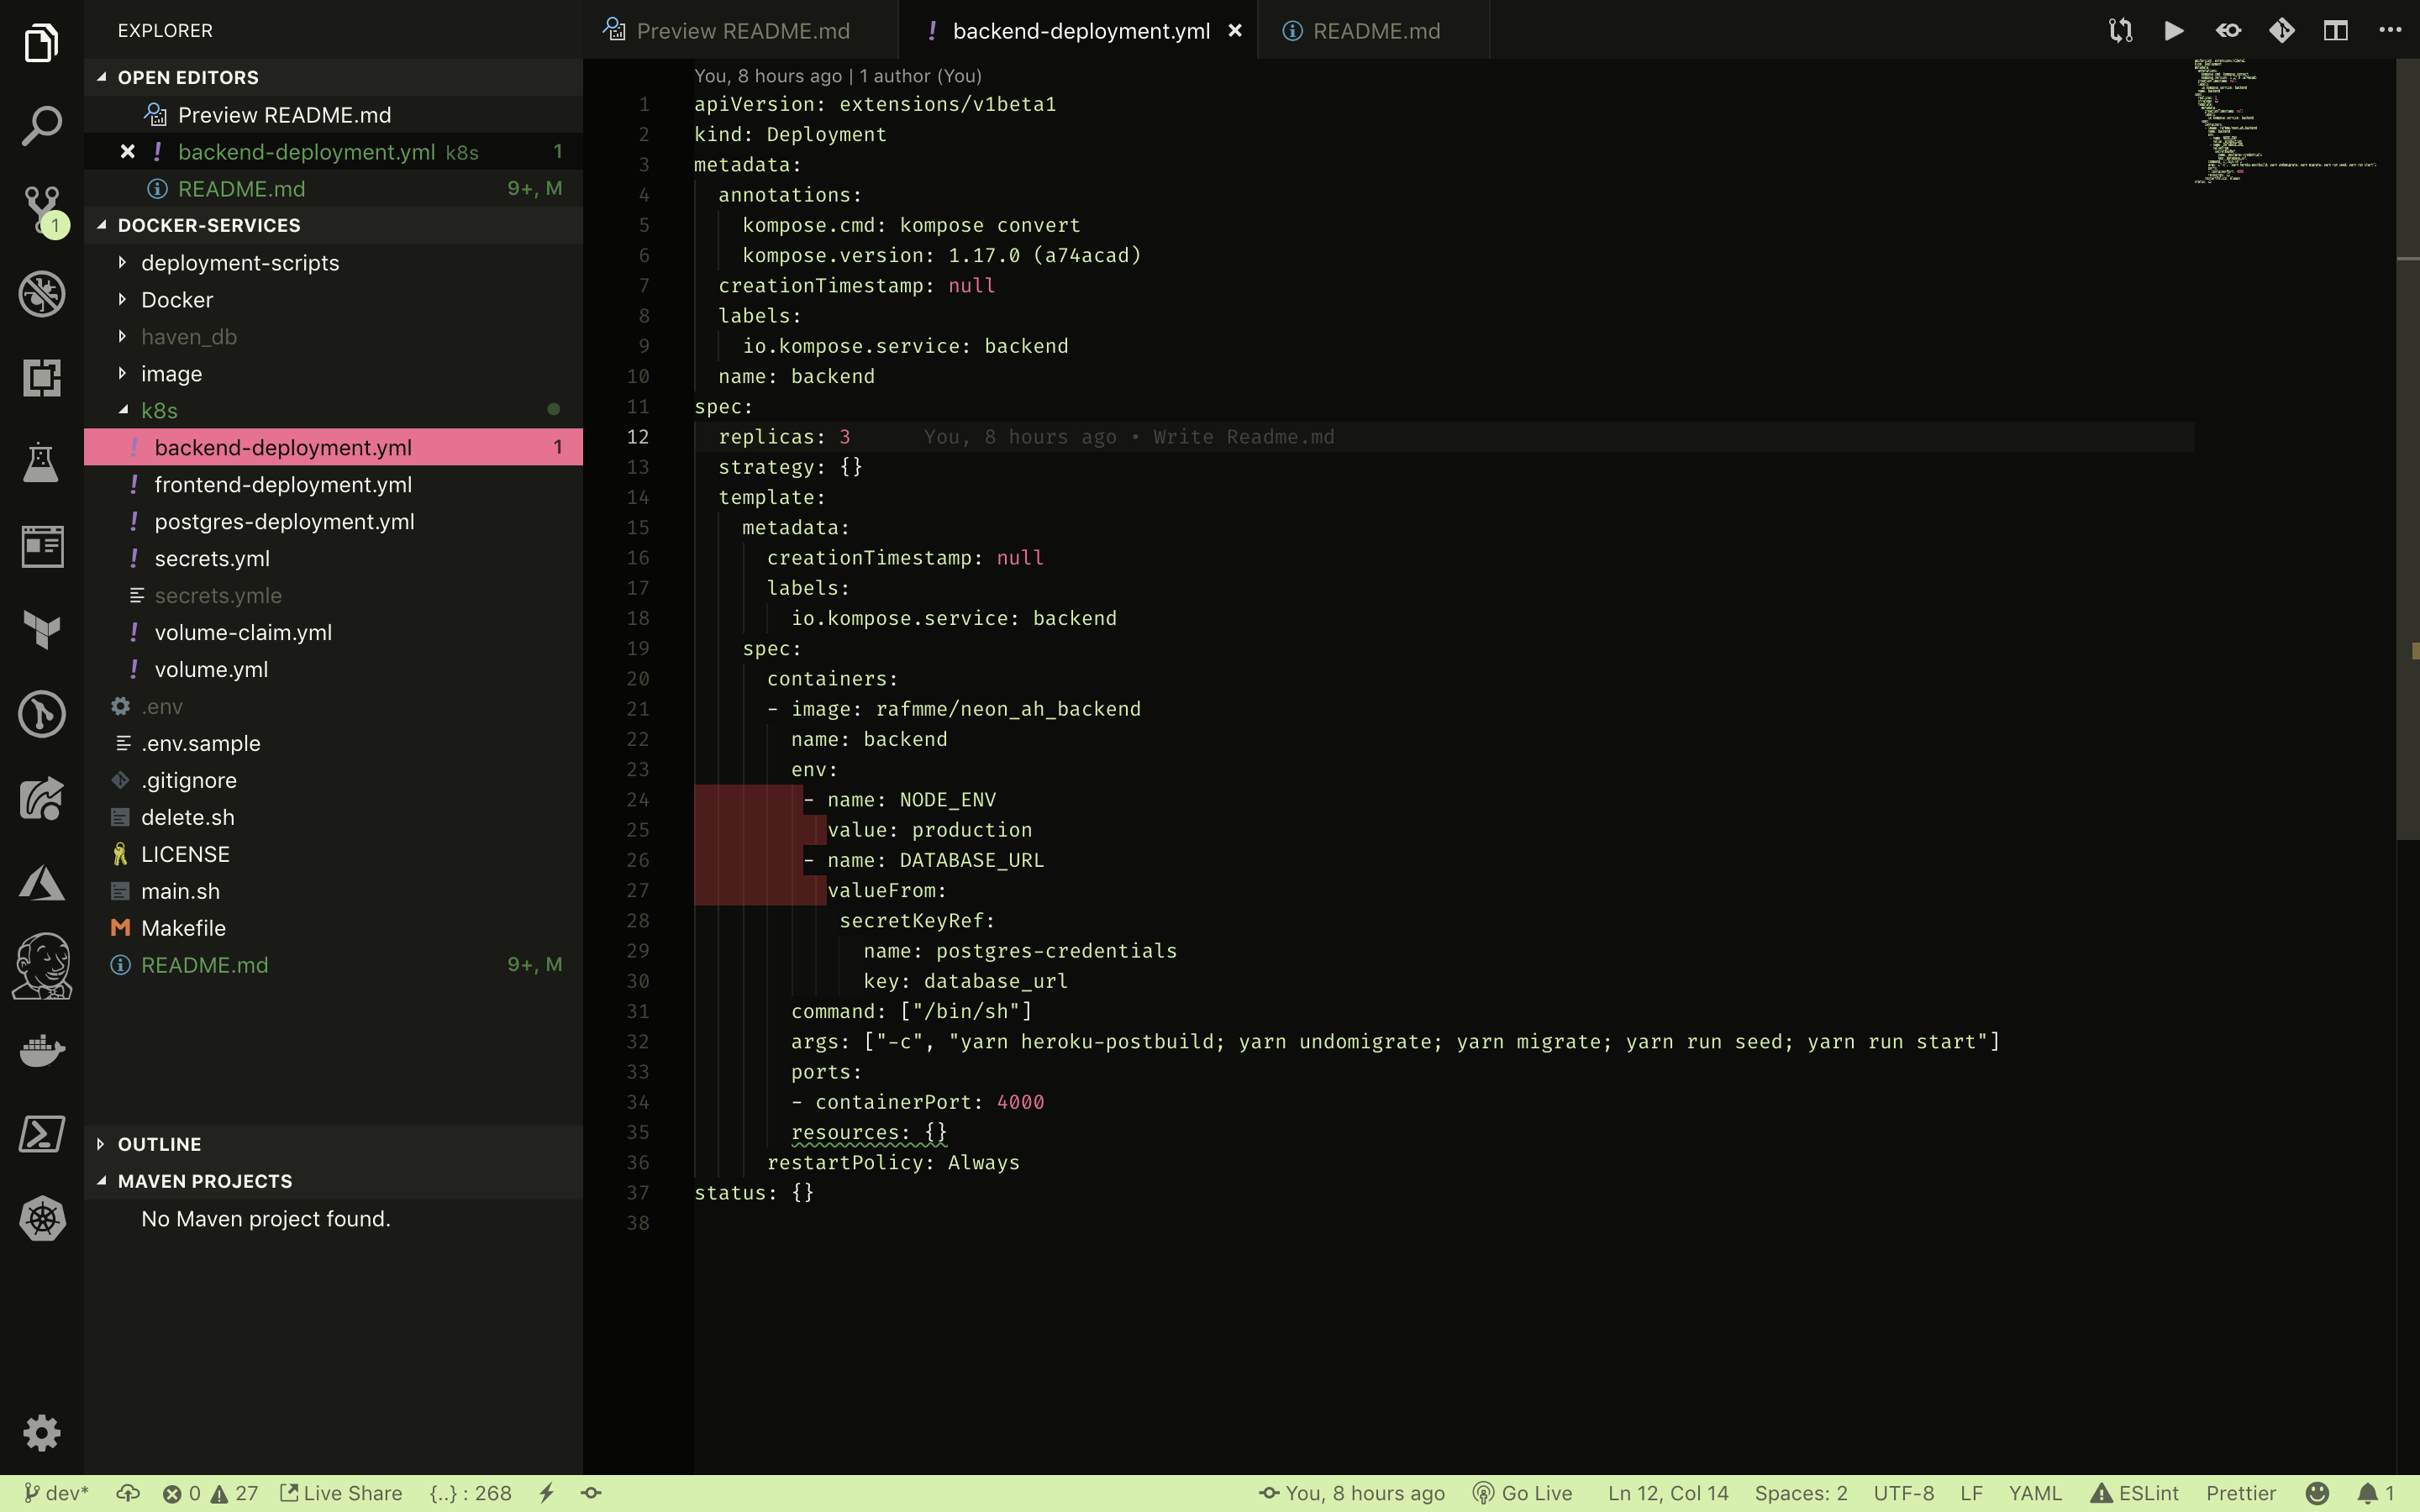 EXPLORER
OPEN EDITORS
Preview README.md
backend-deployment.yml k8s 1
README.md 9+, M
DOCKER-SERVICES
deployment-scripts
Docker
haven_db
image
k8s
backend-deployment.yml 1
frontend-deployment.yml
postgres-deployment.yml
secrets.yml
secrets.ymle
volume-claim.yml
volume.yml
.env
.env.sample
.gitignore
delete.sh
LICENSE
main.sh
Makefile
README.md 9+, M
OUTLINE
MAVEN PROJECTS
No Maven project found.
1
Preview README.md
backend-deployment.yml
README.md
You, 8 hours ago | 1 author (You)
1 apiVersion: extensions/v1beta1
2 kind: Deployment
3 metadata:
4 annotations:
5 kompose.cmd: kompose convert
6 kompose.version: 1.17.0 (a74acad)
7 creationTimestamp: null
8 labels:
9 io.kompose.service: backend
10 name: backend
11 spec:
12 replicas: 3 You, 8 hours ago • Write Readme.md
13 strategy: {}
14 template:
15 metadata:
16 creationTimestamp: null
17 labels:
18 io.kompose.service: backend
19 spec:
20 containers:
21 - image: rafmme/neon_ah_backend
22 name: backend
23 env:
24 - name: NODE_ENV
25 value: production
26 - name: DATABASE_URL
27 valueFrom:
28 secretKeyRef:
29 name: postgres-credentials
30 key: database_url
31 command: ["/bin/sh"]
32 args: ["-c", "yarn heroku-postbuild; yarn undomigrate; yarn migrate; yarn run seed; yarn run start"]
33 ports:
34 - containerPort: 4000
35 resources: {}
36 restartPolicy: Always
37 status: {}
38
dev* 0 27 Live Share {..} : 268 You, 8 hours ago Go Live Ln 12, Col 14 Spaces: 2 UTF-8 LF YAML ESLint Prettier 1